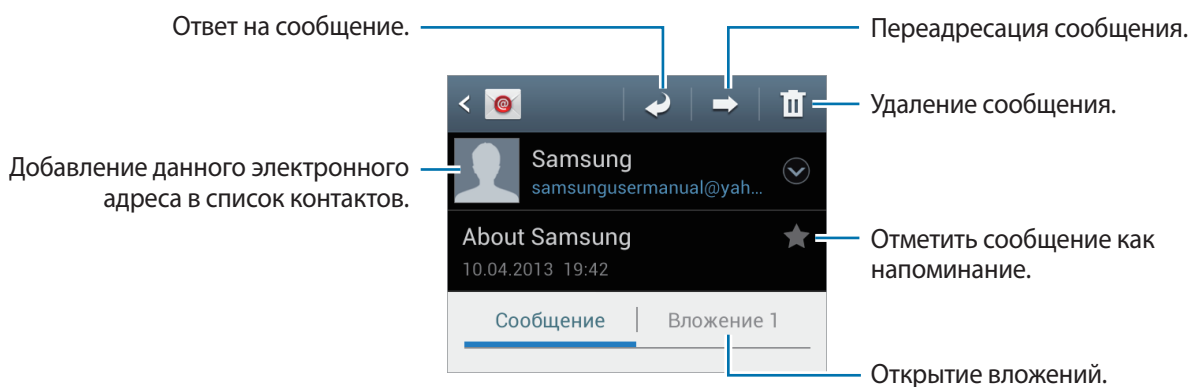 Ответ на сообщение.
Переадресация сообщения.
Удаление сообщения.
Добавление данного электронного
адреса в список контактов.
Samsung
samsungusermanual@yah...
About Samsung
10.04.2013 19:42
Отметить сообщение как
напоминание.
Сообщение
Вложение 1
Открытие вложений.